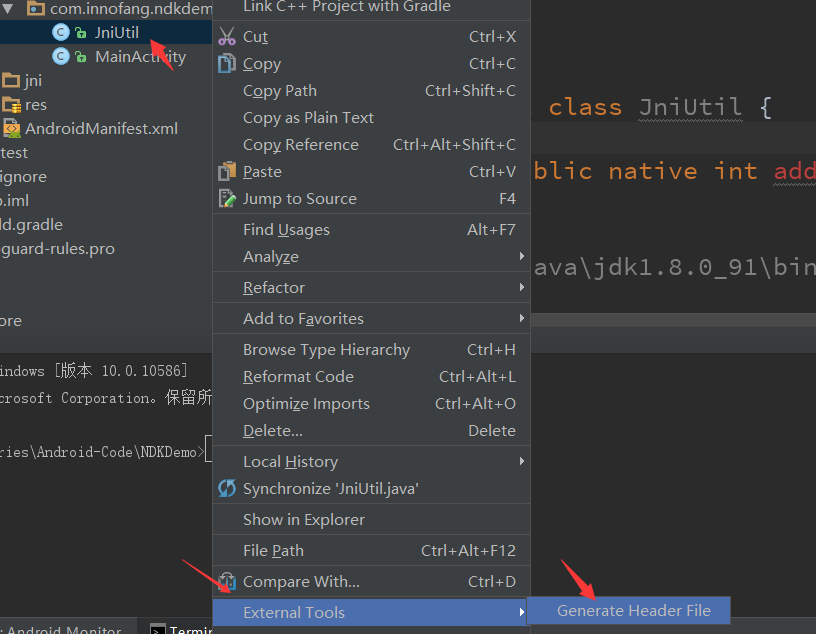 com.innofang.ndkdem
JniUtil
MainActivity
jni
res
AndroidManifest.xml
test
ignore
.iml
ld.gradle
guard-rules.pro
ore
indows [版本 10.0.10586]
crosoft Corporation。保留所
ries\Android-Code\NDKDemo>
Android Monitor
Termin
Link C++ Project with Gradle
Cut Ctrl+X
Copy Ctrl+C
Copy Path Ctrl+Shift+C
Copy as Plain Text
Copy Reference Ctrl+Alt+Shift+C
Paste Ctrl+V
Jump to Source F4
Find Usages Alt+F7
Analyze
Refactor
Add to Favorites
Browse Type Hierarchy Ctrl+H
Reformat Code Ctrl+Alt+L
Optimize Imports Ctrl+Alt+O
Delete... Delete
Local History
Synchronize 'JniUtil.java'
Show in Explorer
File Path Ctrl+Alt+F12
Compare With... Ctrl+D
External Tools
Generate Header File
class JniUtil {
blic native int add
ava\jdk1.8.0_91\bin